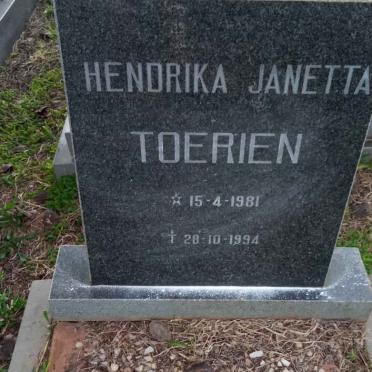 HENDRIKA JANETTA
TOERIEN
☆ 15-4-1981
† 28-10-1994